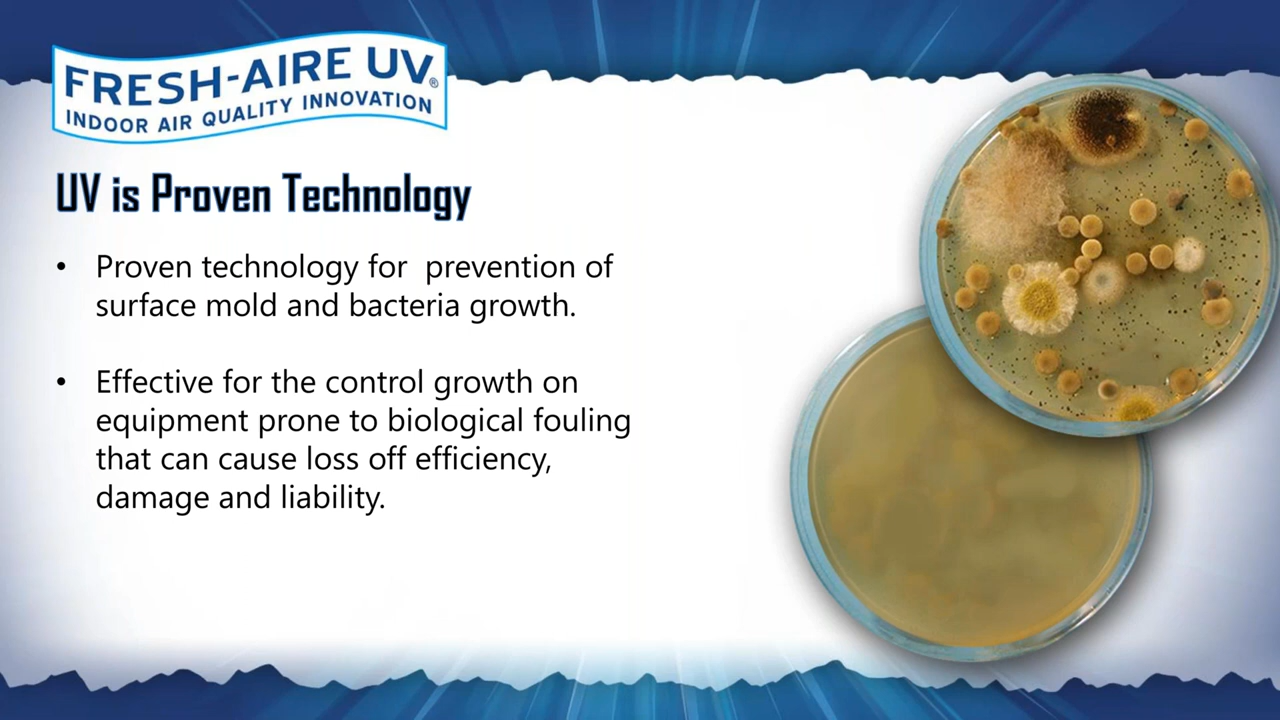 FRESH-AIRE UV®
INDOOR AIR QUALITY INNOVATION
UV is Proven Technology
• Proven technology for  prevention of
surface mold and bacteria growth.
• Effective for the control growth on
equipment prone to biological fouling
that can cause loss off efficiency,
damage and liability.